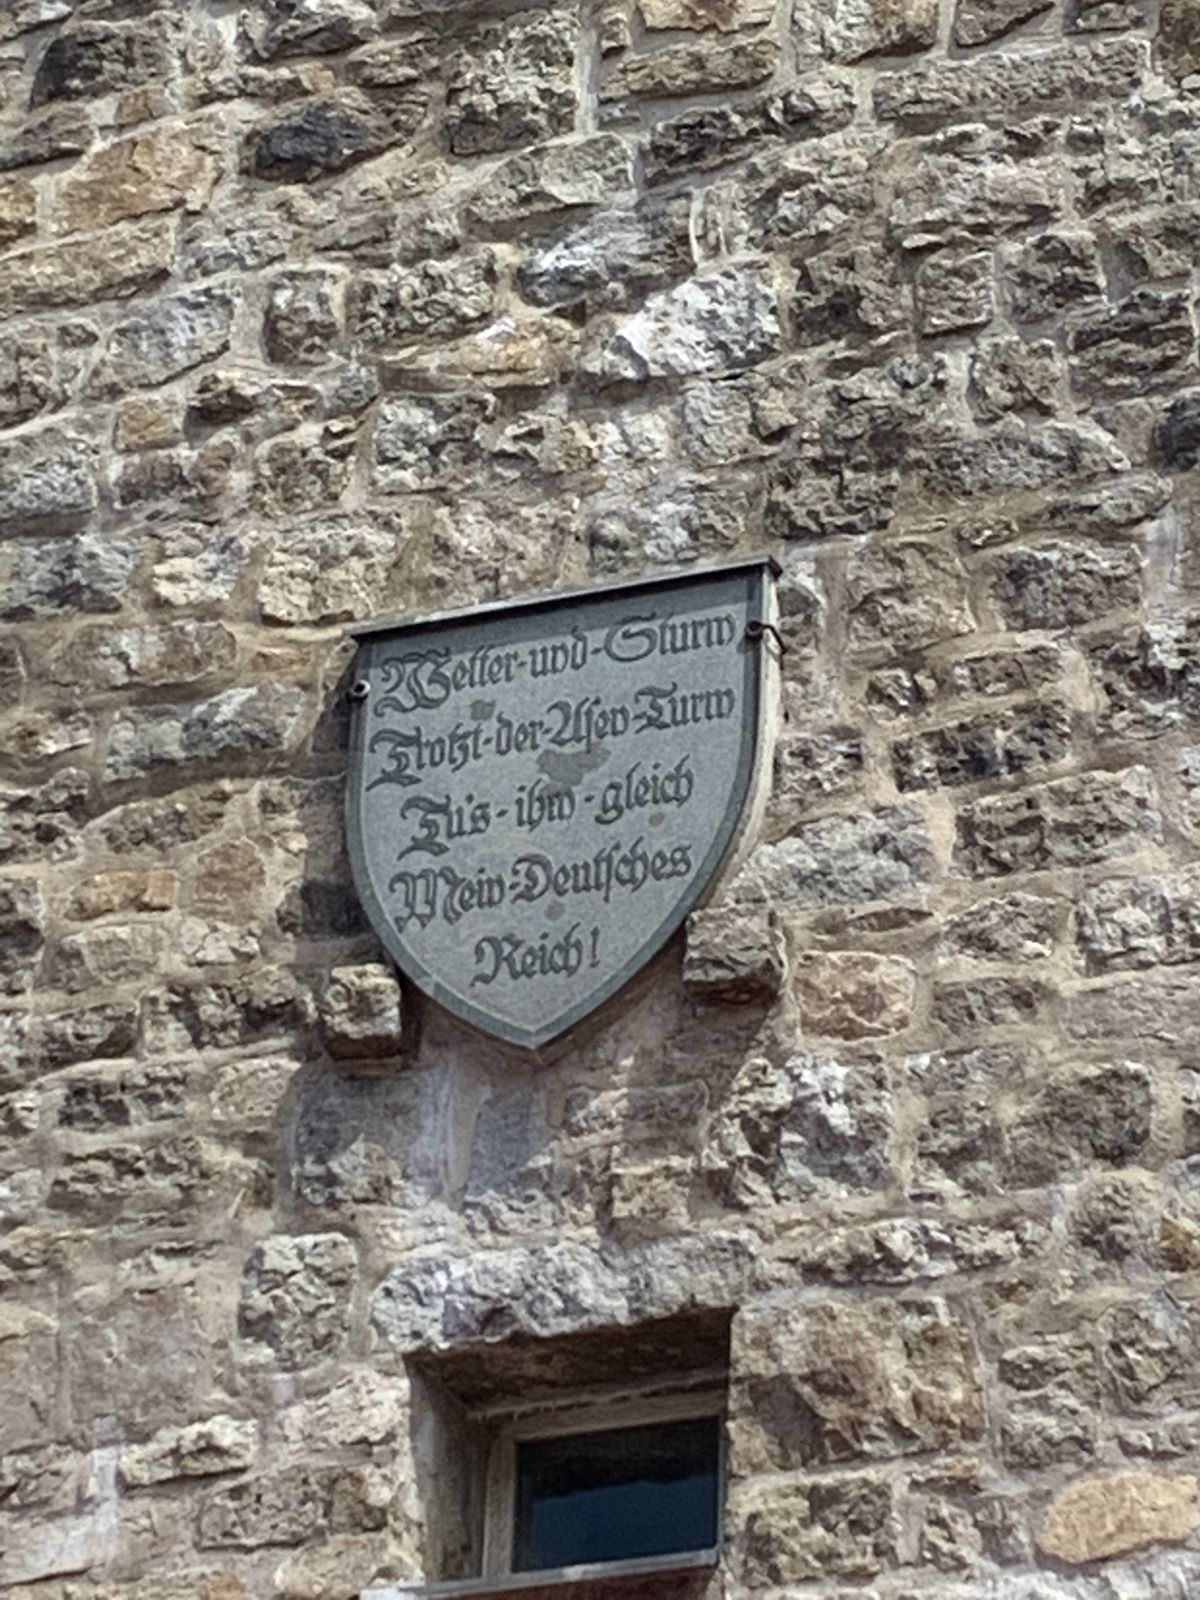 Wetter-und-Sturm
Trotzt-der-Asen-Turm
Tu's-ihm-gleich
Mein-Deutsches
Reich!